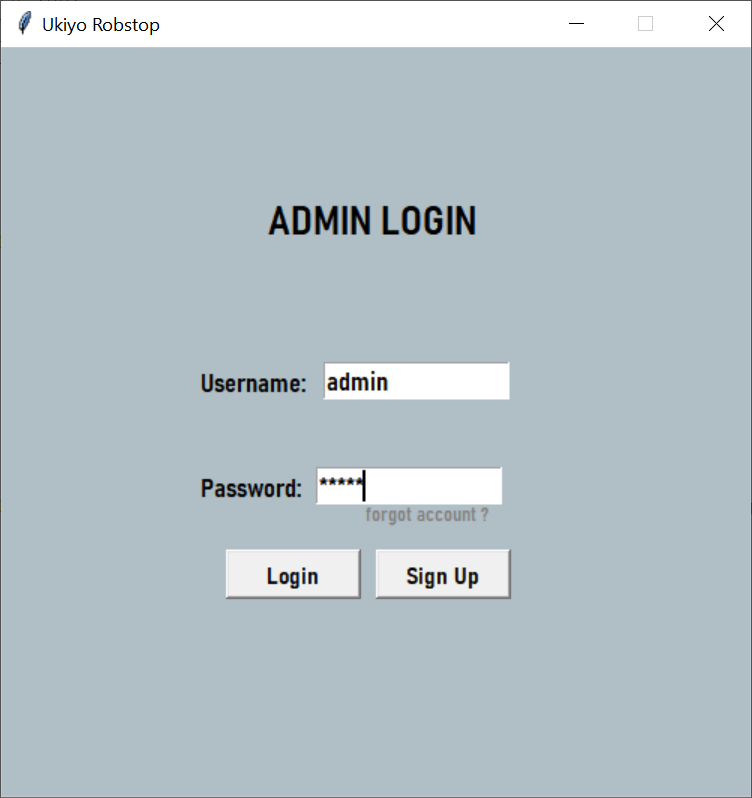 Ukiyo Robstop
ADMIN LOGIN
Username: admin
Password: *****
forgot account ?
Login Sign Up